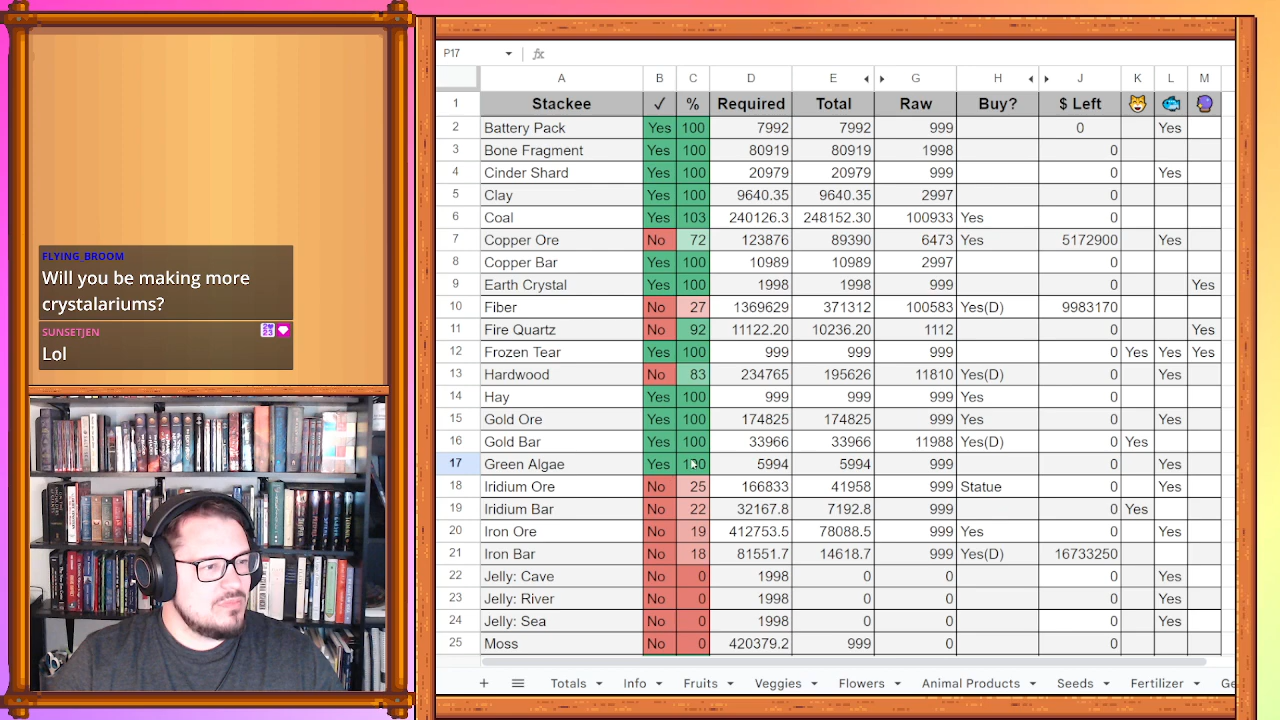 FLYING_BROOM
Will you be making more
crystalariums?
SUNSETJEN
Lol
P17 fx
A B C D E G H J K L M
1 Stackee ✓ % Required Total Raw Buy? $ Left
2 Battery Pack Yes 100 7992 7992 999 0 Yes
3 Bone Fragment Yes 100 80919 80919 1998 0
4 Cinder Shard Yes 100 20979 20979 999 0 Yes
5 Clay Yes 100 9640.35 9640.35 2997 0
6 Coal Yes 103 240126.3 248152.30 100933 Yes 0
7 Copper Ore No 72 123876 89390 6473 Yes 5172900 Yes
8 Copper Bar Yes 100 10989 10989 2997 0
9 Earth Crystal Yes 100 1998 1998 999 0 Yes
10 Fiber No 27 1369629 371312 100583 Yes(D) 9983170
11 Fire Quartz No 92 11122.20 10236.20 1112 0 Yes
12 Frozen Tear Yes 100 999 999 999 0 Yes Yes Yes
13 Hardwood No 83 234765 195626 11810 Yes(D) 0 Yes
14 Hay Yes 100 999 999 999 Yes 0
15 Gold Ore Yes 100 174825 174825 999 Yes 0 Yes
16 Gold Bar Yes 100 33966 33966 11988 Yes(D) 0 Yes
17 Green Algae Yes 100 5994 5994 999 0 Yes
18 Iridium Ore No 25 166833 41958 999 Statue 0 Yes
19 Iridium Bar No 22 32167.8 7192.8 999 0 Yes
20 Iron Ore No 19 412753.5 78088.5 999 Yes 0 Yes
21 Iron Bar No 18 81551.7 14618.7 999 Yes(D) 16733250
22 Jelly: Cave No 0 1998 0 0 0 Yes
23 Jelly: River No 0 1998 0 0 0 Yes
24 Jelly: Sea No 0 1998 0 0 0 Yes
25 Moss No 0 420379.2 999 0 0
+ Totals Info Fruits Veggies Flowers Animal Products Seeds Fertilizer